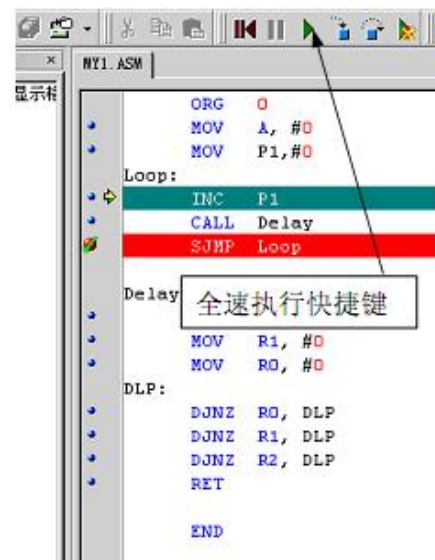 MY1.ASM
显示格
ORG 0
MOV A, #0
MOV P1,#0
Loop:
INC P1
CALL Delay
SJMP Loop
Delay
全速执行快捷键
MOV R1, #0
MOV R0, #0
DLP:
DJNZ R0, DLP
DJNZ R1, DLP
DJNZ R2, DLP
RET
END